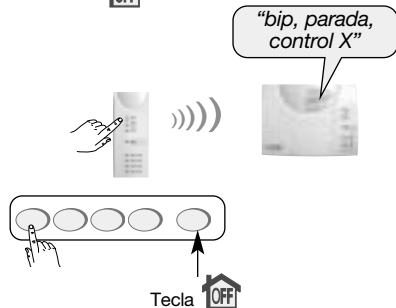 OFF
“bip, parada,
control X”
Tecla OFF